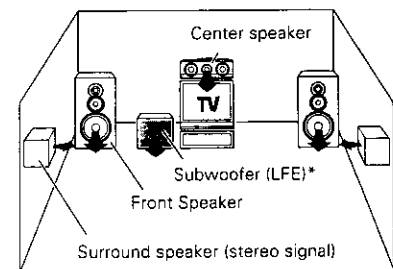 Center speaker
TV
Subwoofer (LFE)*
Front Speaker
Surround speaker (stereo signal)